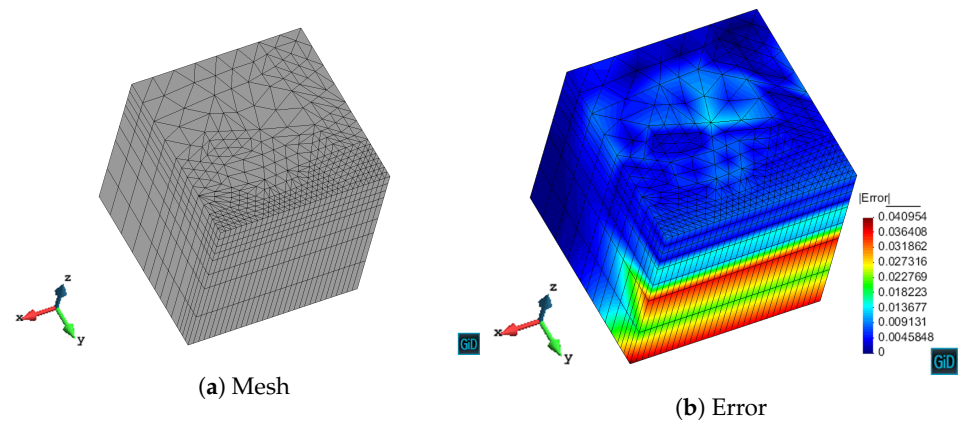 z
x
y
(a) Mesh
GiD
z
x
y
|Error|
0.040954
0.036408
0.031862
0.027316
0.022769
0.018223
0.013677
0.009131
0.0045848
0
GiD
(b) Error